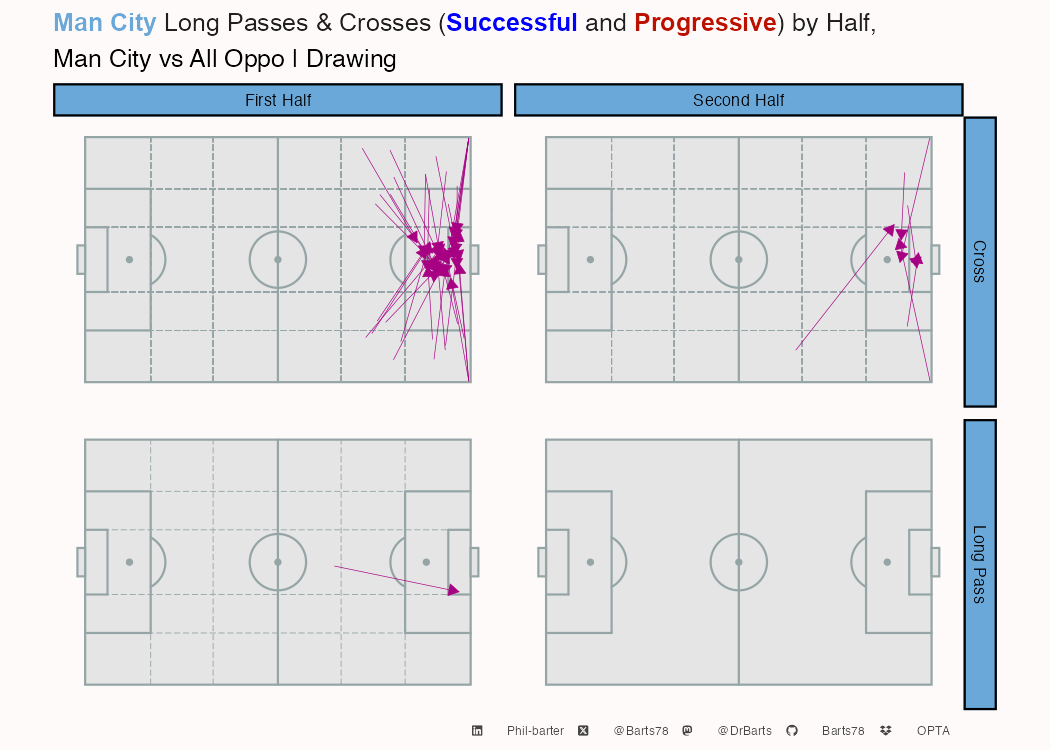 Man City Long Passes & Crosses (Successful and Progressive) by Half,
Man City vs All Oppo | Drawing
First Half
Second Half
Cross
Long Pass
Phil-barter @Barts78 @DrBarts Barts78 OPTA